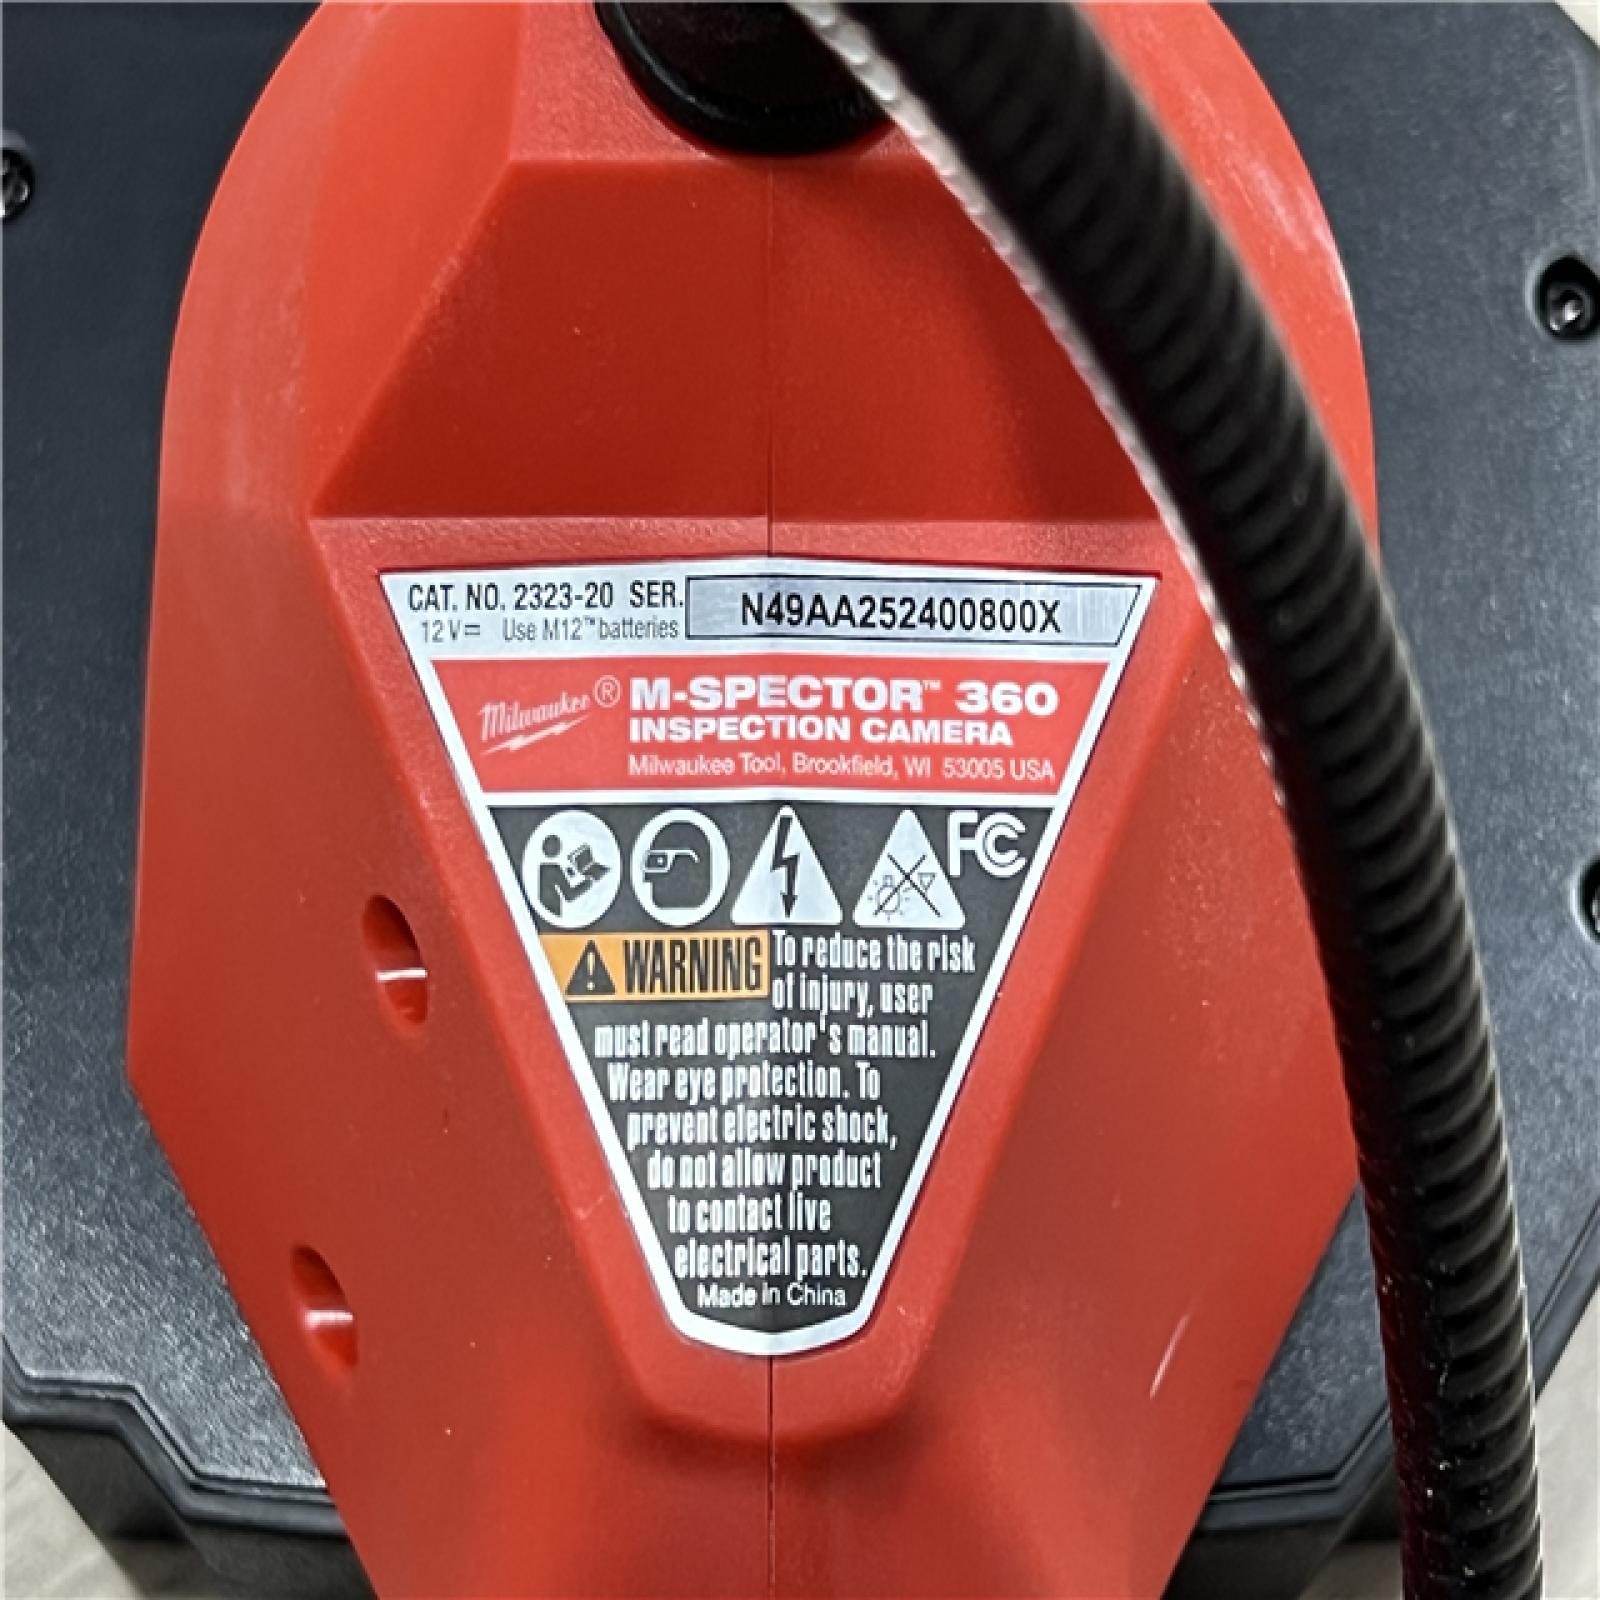 CAT. NO. 2323-20 SER. N49AA252400800X
12 V⎓ Use M12™ batteries
Milwaukee® M-SPECTOR™ 360
INSPECTION CAMERA
Milwaukee Tool, Brookfield, WI 53005 USA
FC
WARNING To reduce the risk
of injury, user
must read operator's manual.
Wear eye protection. To
prevent electric shock,
do not allow product
to contact live
electrical parts.
Made in China